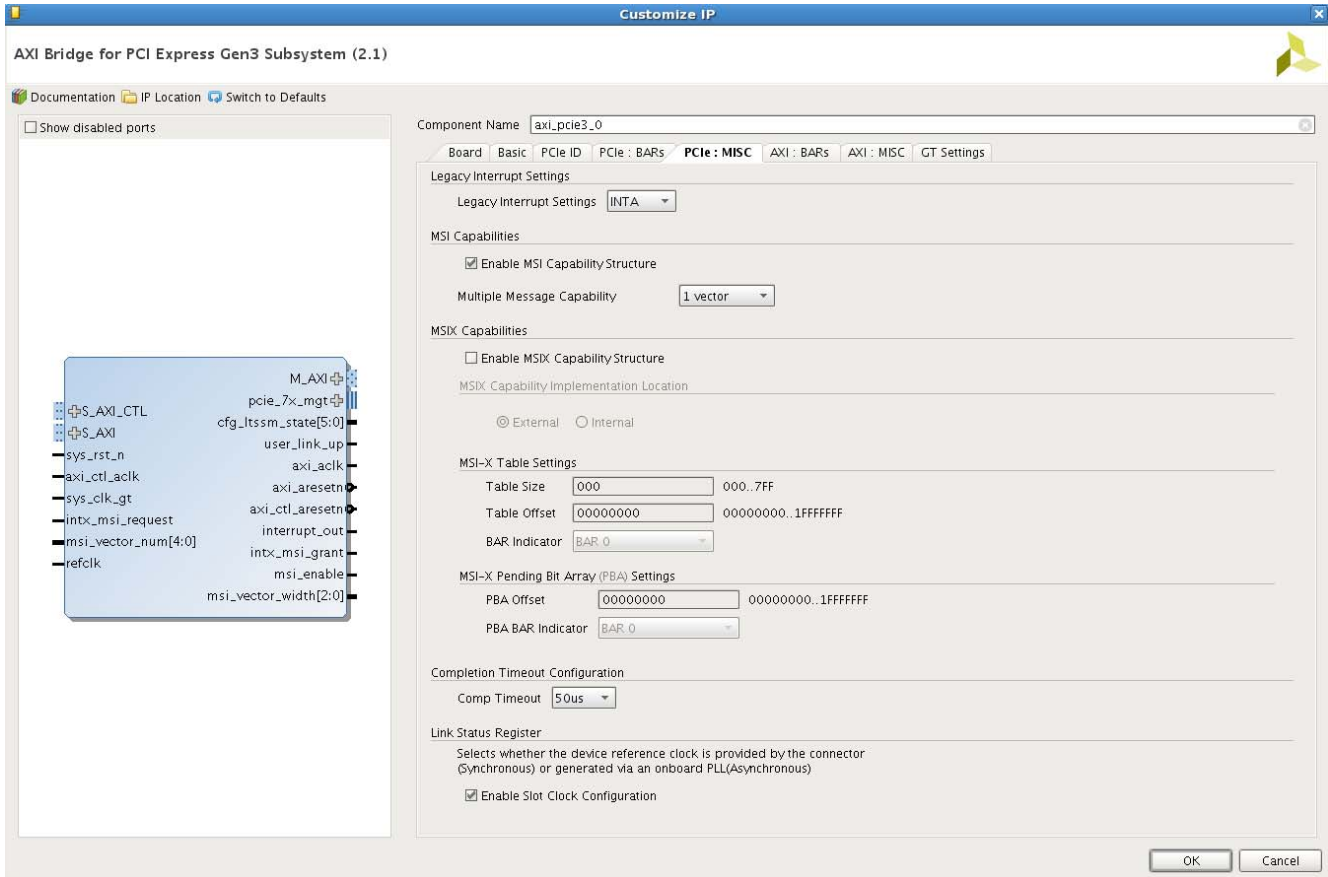 Customize IP
AXI Bridge for PCI Express Gen3 Subsystem (2.1)
Documentation IP Location Switch to Defaults
Show disabled ports
S_AXI_CTL
S_AXI
sys_rst_n
axi_ctl_aclk
sys_clk_gt
intx_msi_request
msi_vector_num[4:0]
refclk
M_AXI
pcie_7x_mgt
cfg_ltssm_state[5:0]
user_link_up
axi_aclk
axi_aresetn
axi_ctl_aresetn
interrupt_out
intx_msi_grant
msi_enable
msi_vector_width[2:0]
Component Name axi_pcie3_0
Board Basic PCIe ID PCIe : BARs PCIe : MISC AXI : BARs AXI : MISC GT Settings
Legacy Interrupt Settings
Legacy Interrupt Settings INTA
MSI Capabilities
Enable MSI Capability Structure
Multiple Message Capability 1 vector
MSIX Capabilities
Enable MSIX Capability Structure
MSIX Capability Implementation Location
External Internal
MSI-X Table Settings
Table Size 000 000..7FF
Table Offset 00000000 00000000..1FFFFFFF
BAR Indicator BAR 0
MSI-X Pending Bit Array (PBA) Settings
PBA Offset 00000000 00000000..1FFFFFFF
PBA BAR Indicator BAR 0
Completion Timeout Configuration
Comp Timeout 50us
Link Status Register
Selects whether the device reference clock is provided by the connector
(Synchronous) or generated via an onboard PLL(Asynchronous)
Enable Slot Clock Configuration
OK Cancel